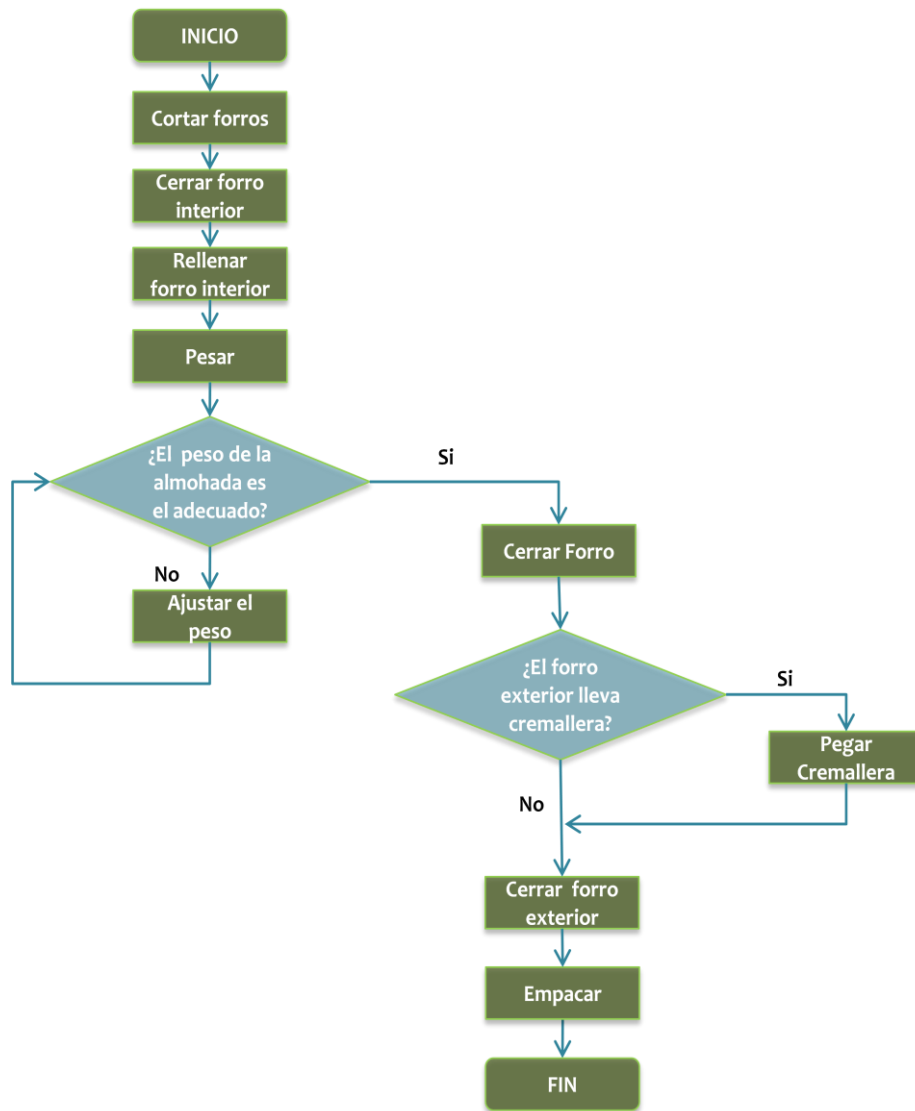 INICIO
Cortar forros
Cerrar forro
interior
Rellenar
forro interior
Pesar
¿El peso de la
almohada es
el adecuado?
Si
No
Ajustar el
peso
Cerrar Forro
¿El forro
exterior lleva
cremallera?
Si
Pegar
Cremallera
No
Cerrar forro
exterior
Empacar
FIN